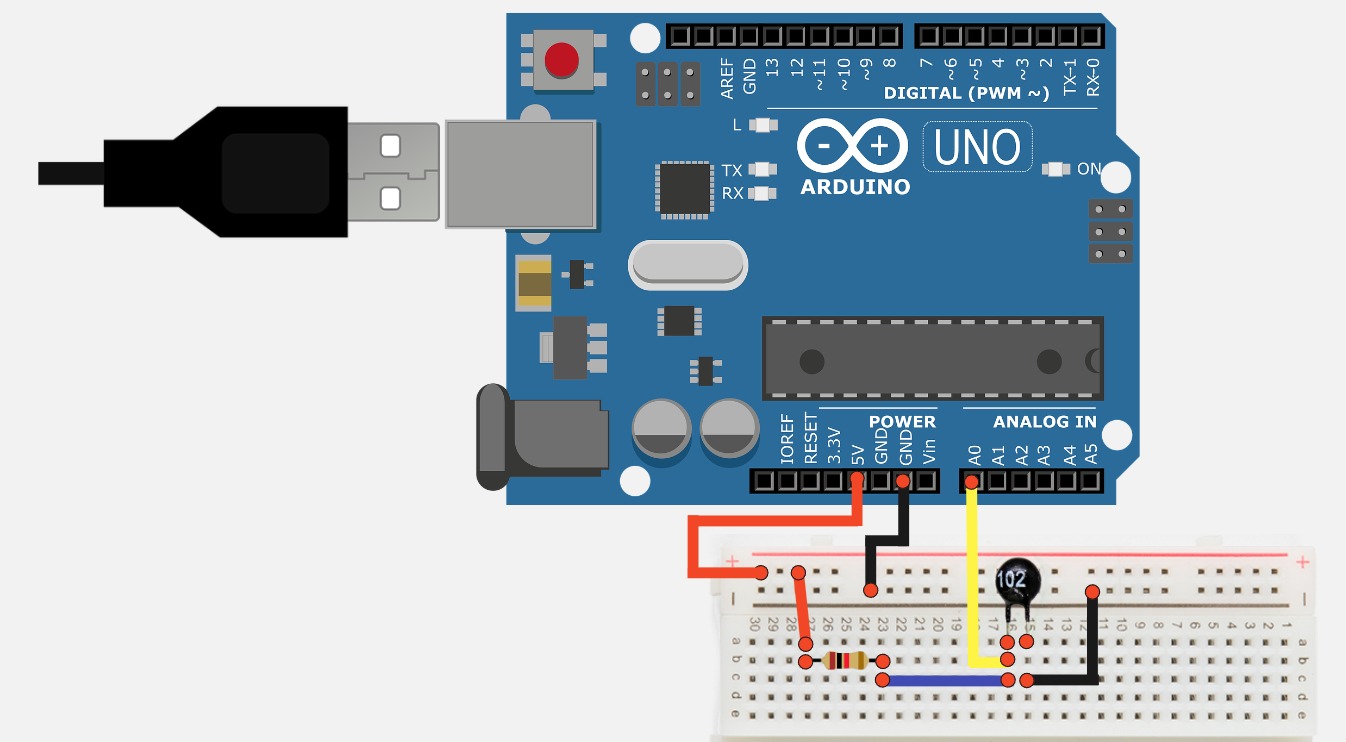 AREF
GND
13
12
~11
~10
~9
8
7
~6
~5
4
~3
2
TX-1
RX-0
DIGITAL (PWM ~)
L
- +
UNO
TX
RX
ARDUINO
ON
POWER
ANALOG IN
IOREF
RESET
3.3V
5V
GND
GND
Vin
A0
A1
A2
A3
A4
A5
+ +
102
– –
30 29 28 27 26 25 24 23 22 21 20 19 17 16 15 14 13 12 11 10 9 8 7 6 5 4 3 2 1
a a
b b
c c
d d
e e